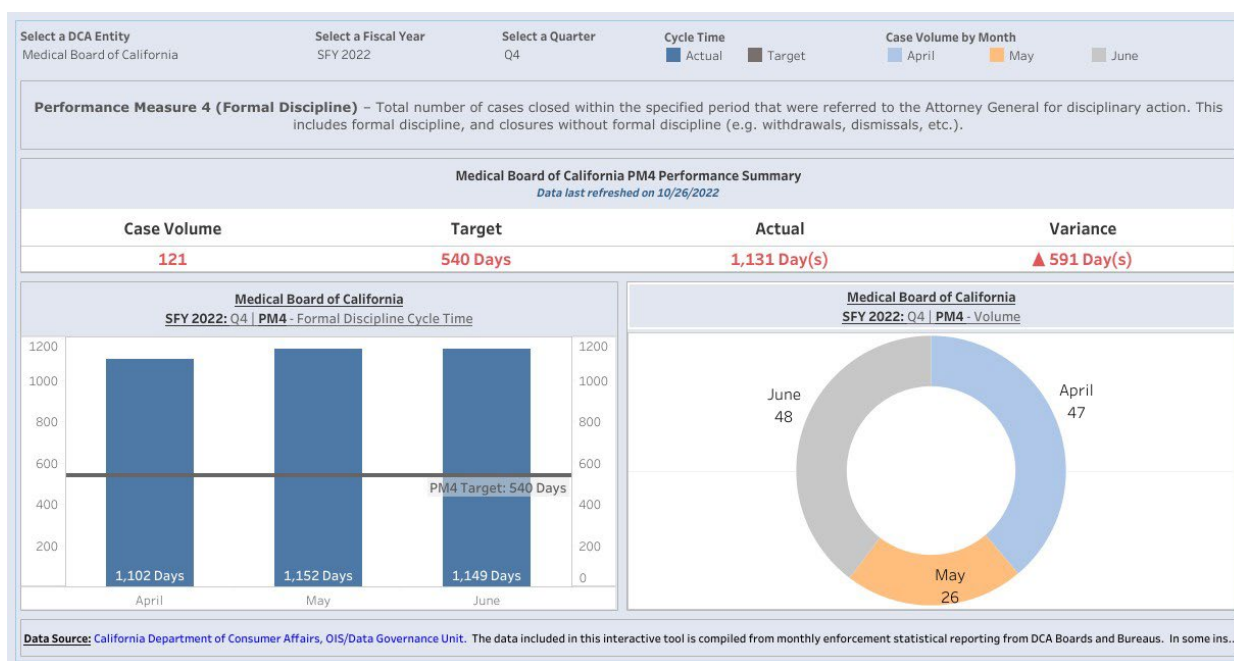 Select a DCA Entity
Select a Fiscal Year
Select a Quarter
Cycle Time
Case Volume by Month
Medical Board of California
SFY 2022
Q4
Actual
Target
April
May
June
Performance Measure 4 (Formal Discipline) – Total number of cases closed within the specified period that were referred to the Attorney General for disciplinary action. This
includes formal discipline, and closures without formal discipline (e.g. withdrawals, dismissals, etc.).
Medical Board of California PM4 Performance Summary
Data last refreshed on 10/26/2022
Case Volume
Target
Actual
Variance
121
540 Days
1,131 Day(s)
▲ 591 Day(s)
Medical Board of California
SFY 2022: Q4 | PM4 - Formal Discipline Cycle Time
1200
1000
800
600
400
200
1200
1000
800
600
400
200
0
PM4 Target: 540 Days
1,102 Days
1,152 Days
1,149 Days
April
May
June
Medical Board of California
SFY 2022: Q4 | PM4 - Volume
June
48
April
47
May
26
Data Source: California Department of Consumer Affairs, OIS/Data Governance Unit. The data included in this interactive tool is compiled from monthly enforcement statistical reporting from DCA Boards and Bureaus. In some ins...